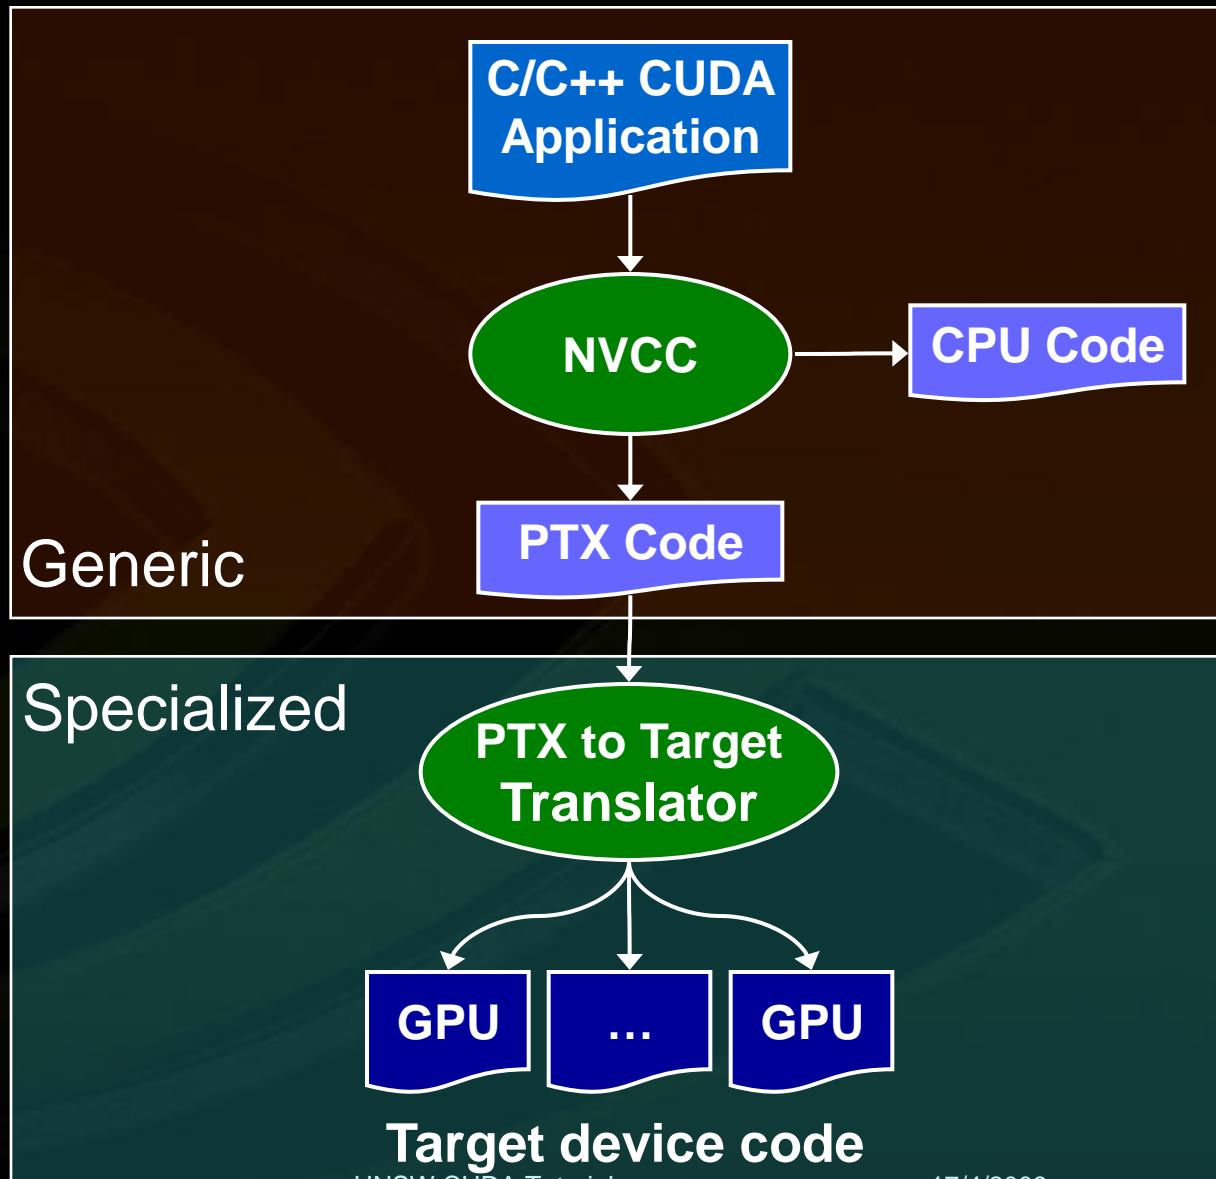 C/C++ CUDA
Application
NVCC
CPU Code
PTX Code
Generic
Specialized
PTX to Target
Translator
GPU
…
GPU
Target device code